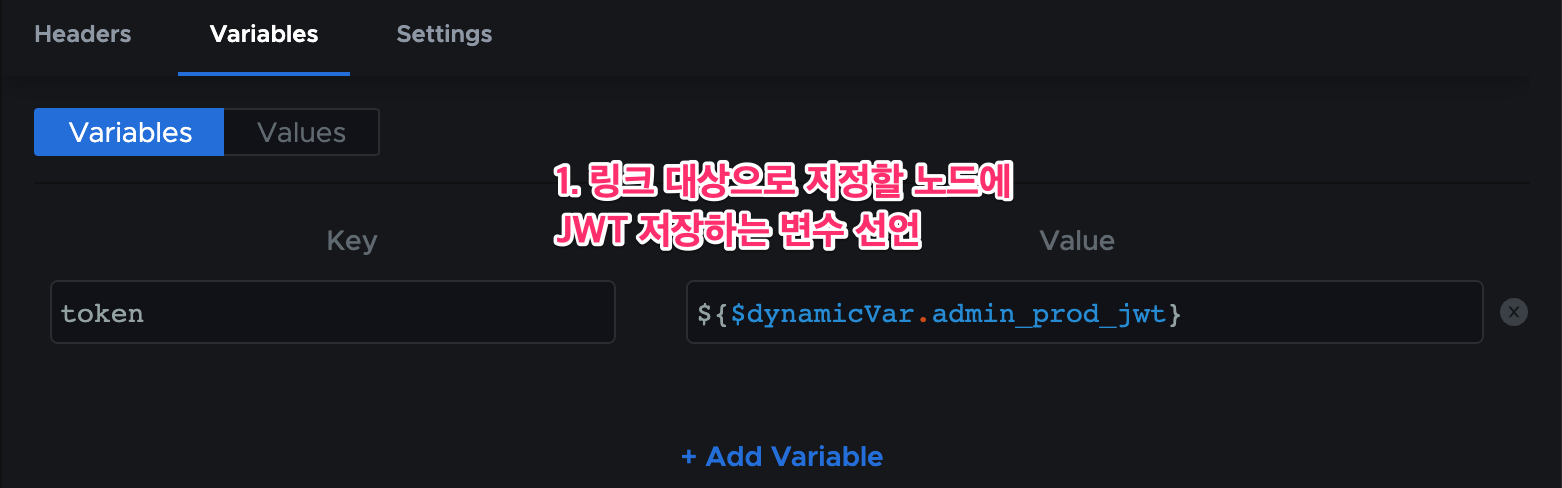 Headers Variables Settings
Variables Values
1. 링크 대상으로 지정할 노드에
JWT 저장하는 변수 선언
Key Value
token ${$dynamicVar.admin_prod_jwt}
+ Add Variable